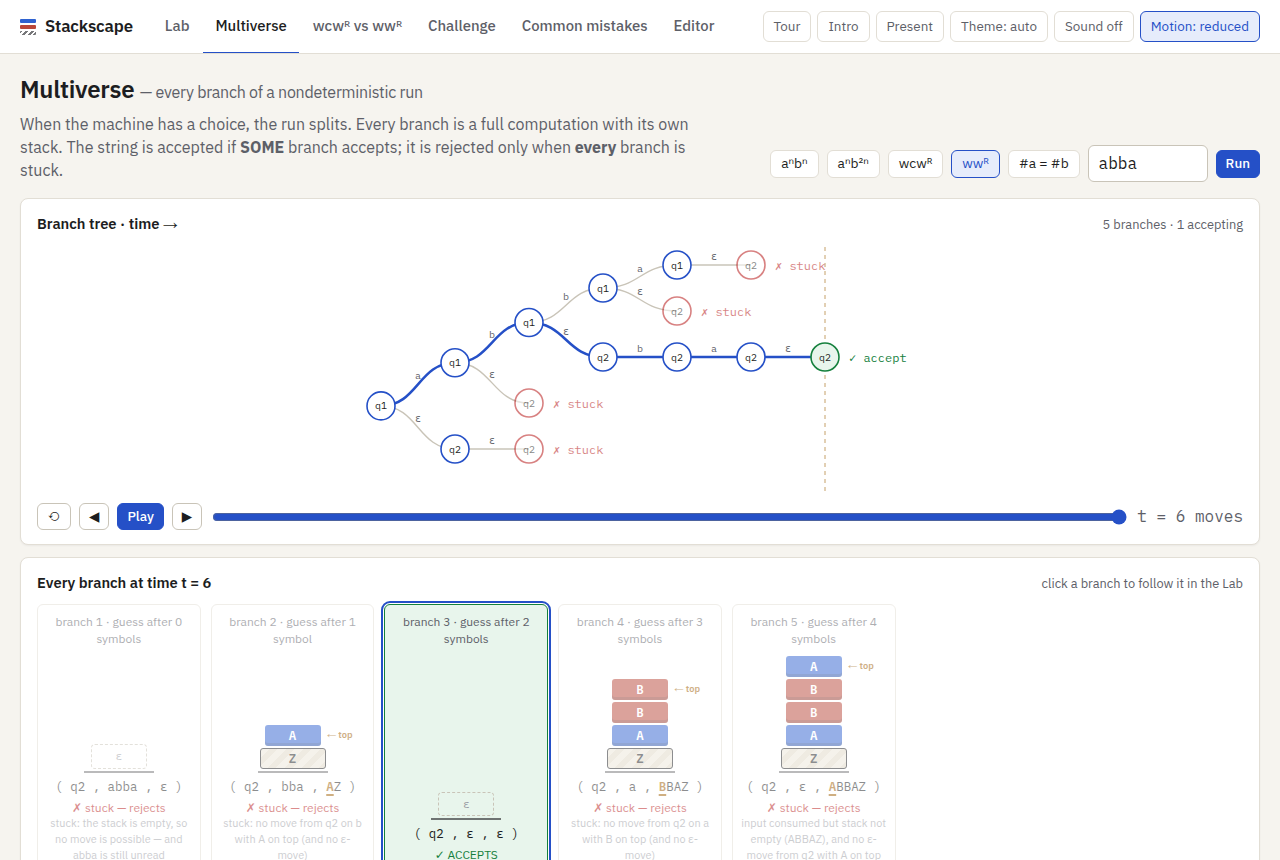 Stackscape Lab Multiverse wcwᴿ vs wwᴿ Challenge Common mistakes Editor Tour Intro Present Theme: auto Sound off Motion: reduced
Multiverse — every branch of a nondeterministic run
When the machine has a choice, the run splits. Every branch is a full computation with its own
stack. The string is accepted if SOME branch accepts; it is rejected only when every branch is
stuck.
aⁿbⁿ aⁿb²ⁿ wcwᴿ wwᴿ #a = #b abba Run
Branch tree · time → 5 branches · 1 accepting
a q1 ε q2 ✗ stuck
b q1 ε q2 ✗ stuck
b q1 ε q2 b q2 a q2 ε q2 ✓ accept
a q1 ε q2 ✗ stuck
q1 ε q2 ε q2 ✗ stuck
⟲ ◀ Play ▶ t = 6 moves
Every branch at time t = 6 click a branch to follow it in the Lab
branch 1 · guess after 0
symbols
ε
( q2 , abba , ε )
✗ stuck — rejects
stuck: the stack is empty, so
no move is possible — and
abba is still unread
branch 2 · guess after 1
symbol
A ← top
Z
( q2 , bba , AZ )
✗ stuck — rejects
stuck: no move from q2 on b
with A on top (and no ε-
move)
branch 3 · guess after 2
symbols
ε
( q2 , ε , ε )
✓ ACCEPTS
branch 4 · guess after 3
symbols
B ← top
B
A
Z
( q2 , a , BBAZ )
✗ stuck — rejects
stuck: no move from q2 on a
with B on top (and no ε-
move)
branch 5 · guess after 4
symbols
A ← top
B
B
A
Z
( q2 , ε , ABBAZ )
✗ stuck — rejects
input consumed but stack not
empty (ABBAZ), and no ε-
move from q2 with A on top